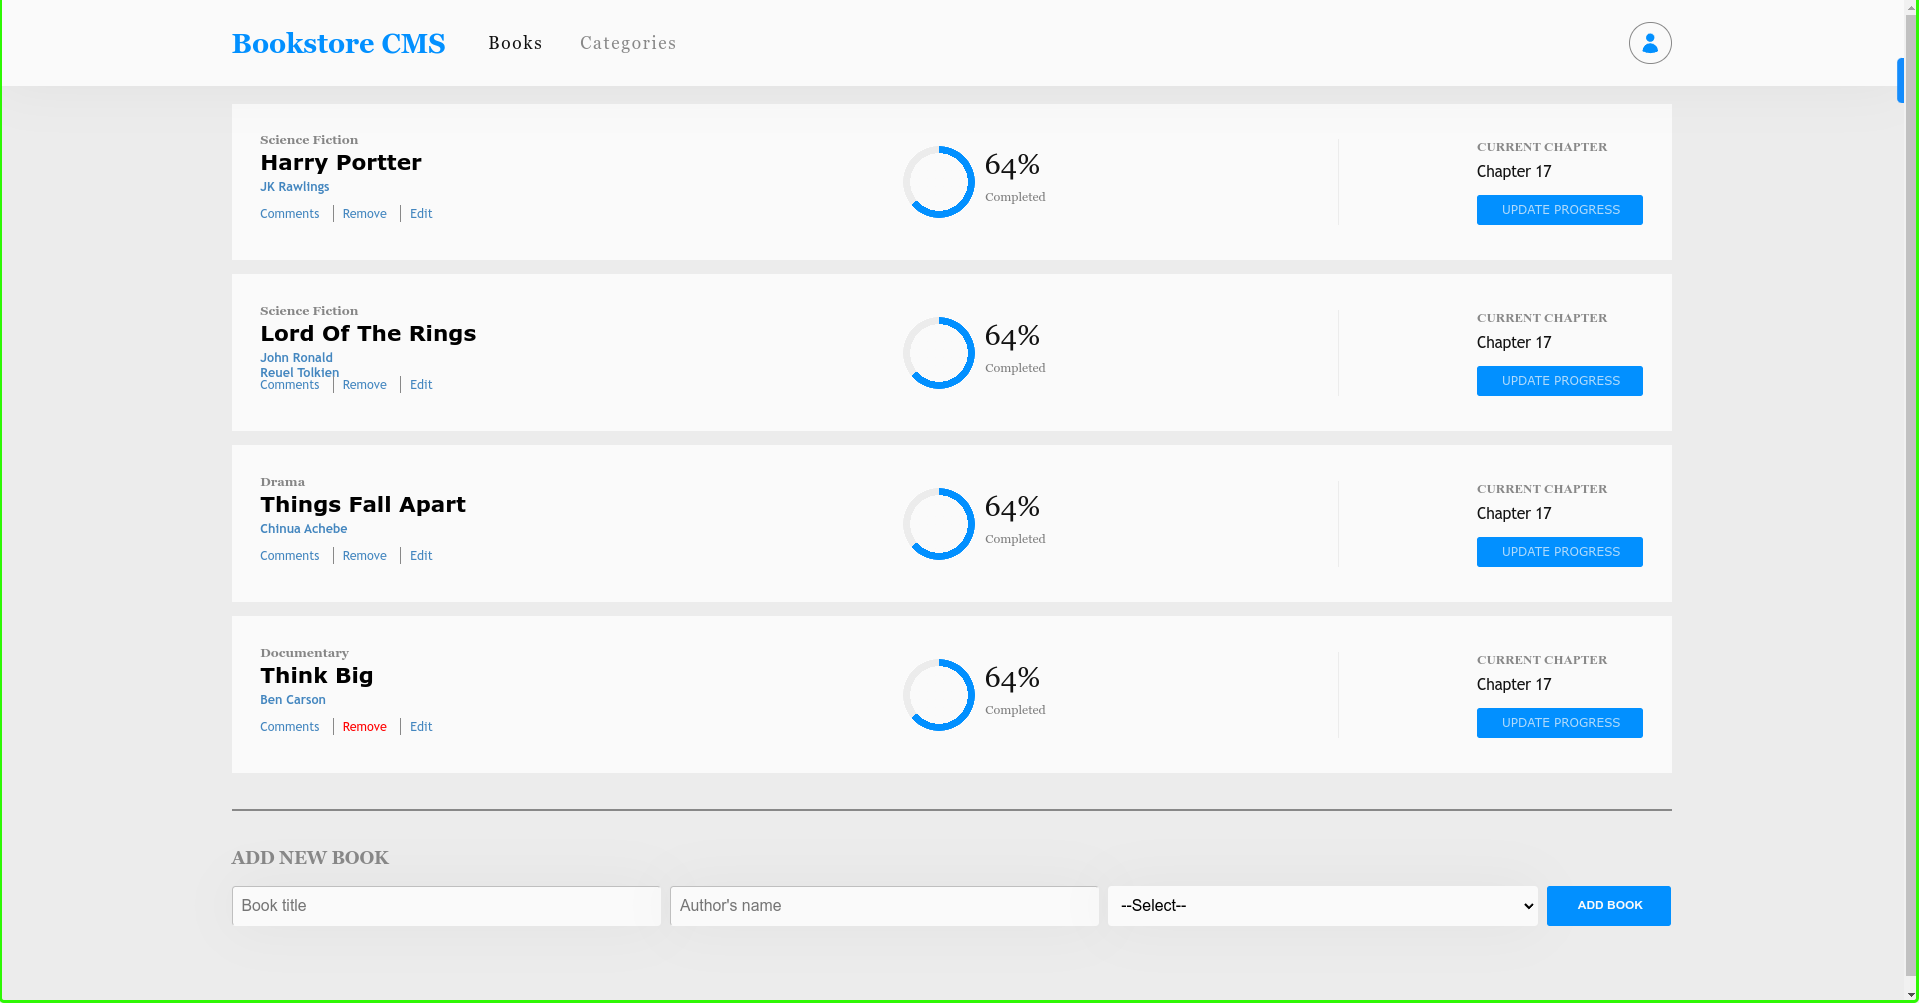 Bookstore CMS Books Categories
Science Fiction
Harry Portter
JK Rawlings
Comments Remove Edit
64%
Completed
CURRENT CHAPTER
Chapter 17
UPDATE PROGRESS
Science Fiction
Lord Of The Rings
John Ronald
Reuel Tolkien
Comments Remove Edit
64%
Completed
CURRENT CHAPTER
Chapter 17
UPDATE PROGRESS
Drama
Things Fall Apart
Chinua Achebe
Comments Remove Edit
64%
Completed
CURRENT CHAPTER
Chapter 17
UPDATE PROGRESS
Documentary
Think Big
Ben Carson
Comments Remove Edit
64%
Completed
CURRENT CHAPTER
Chapter 17
UPDATE PROGRESS
ADD NEW BOOK
Book title Author's name --Select-- ADD BOOK